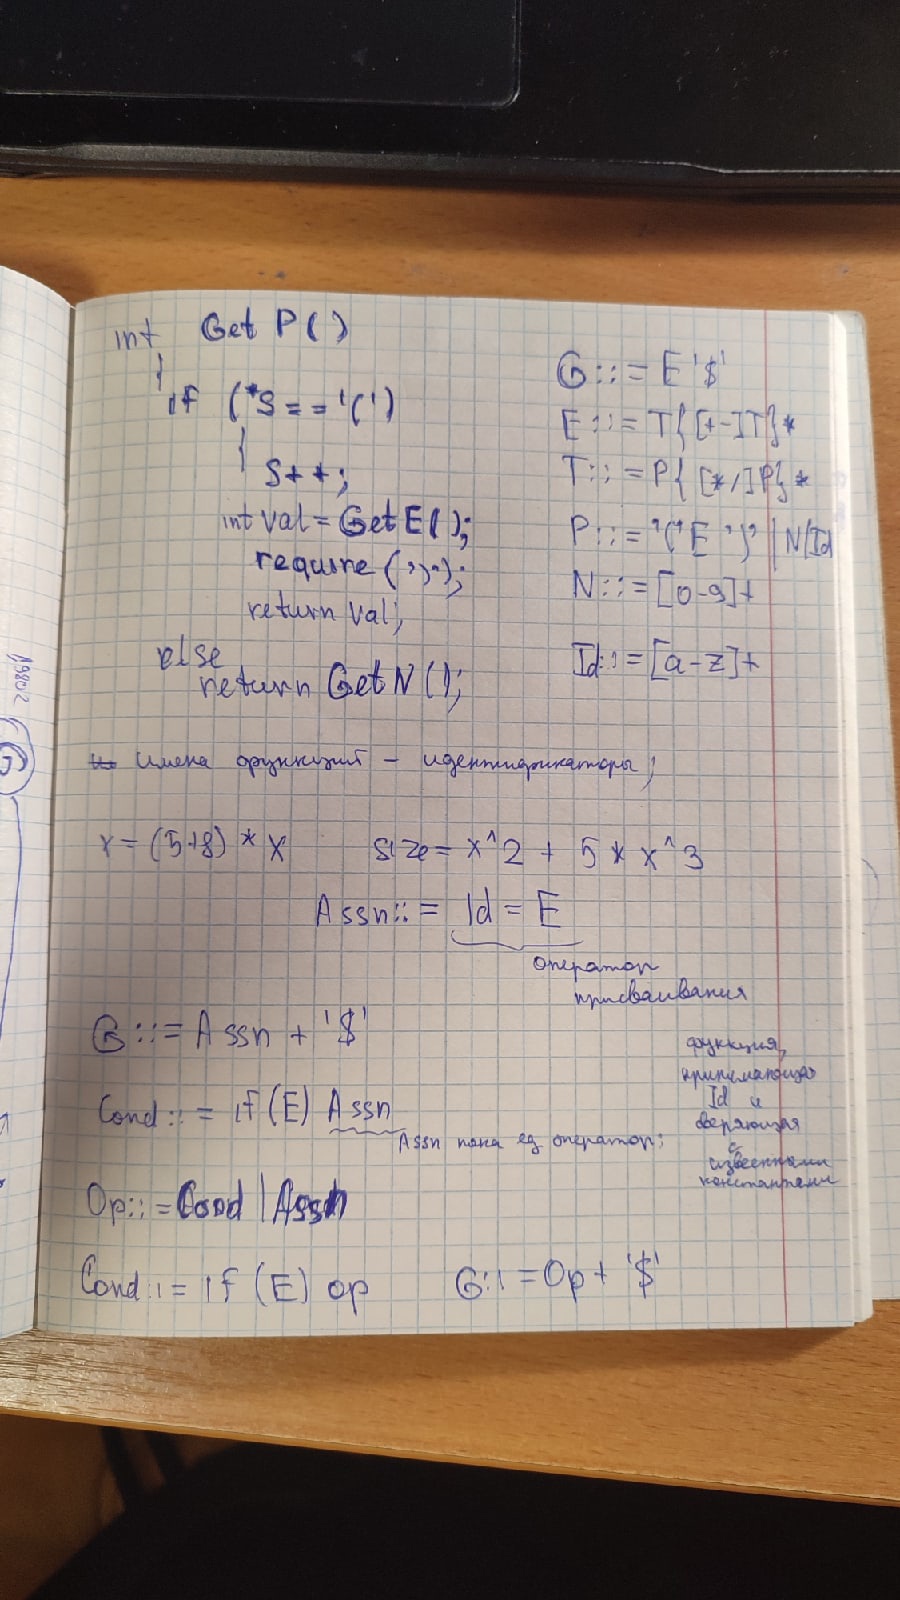 int Get P()
{
if (*S == '(')
{
S++;
int val = Get E();
require(')');
return val;
else
return Get N();
G ::= E '$'
E ::= T{[+-]T}*
T ::= P{[*/]P}*
P ::= '(' E ')' | N | Id
N ::= [0-9]+
Id ::= [a-z]+
имена функций – идентификаторы;
x = (5+8) * x
size = x^2 + 5 * x^3
Assn ::= Id = E
оператор
присваивания
G ::= Assn + '$'
Cond ::= if (E) Assn
Assn пока ед оператор;
функция,
принимающая
Id и
сверяющая
с
известными
константами
Op ::= Cond | Assn
Cond ::= if (E) op
G ::= Op + '$'